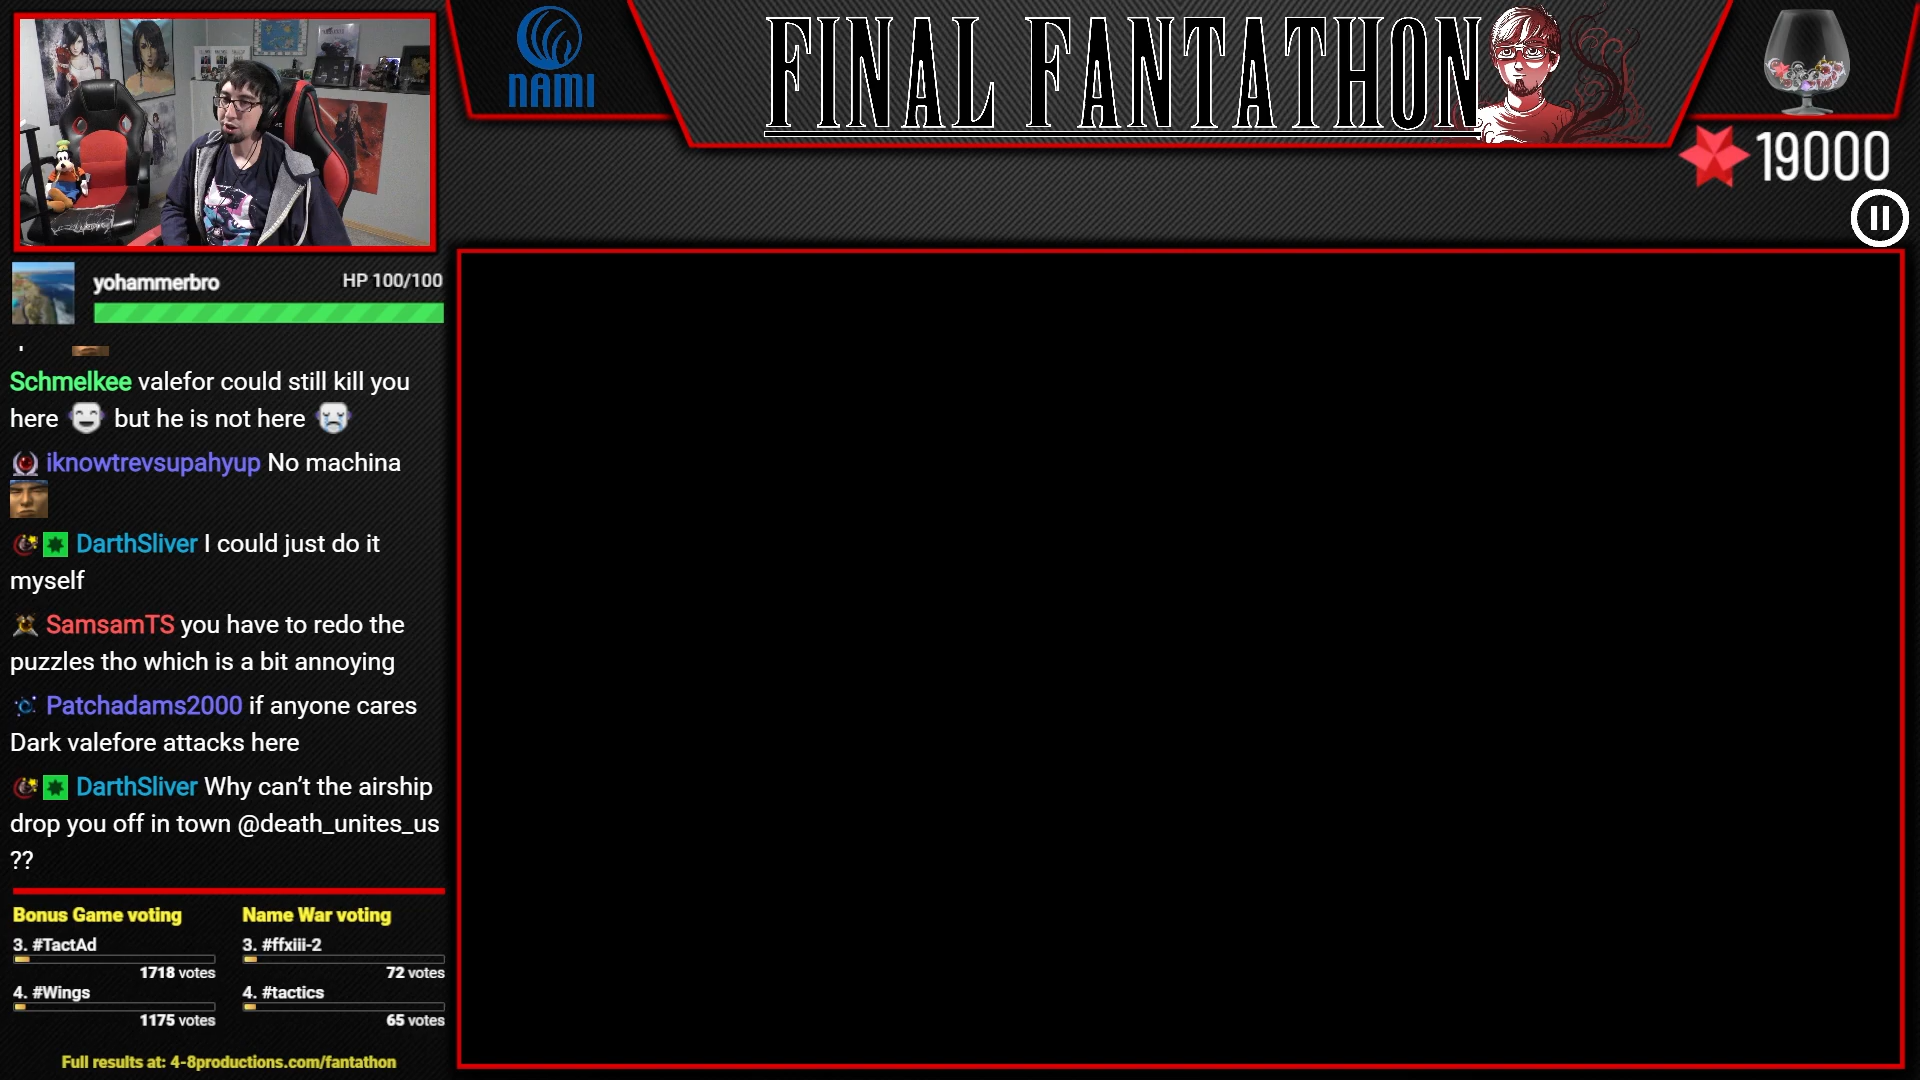 NAMI
FINAL FANTATHON
19000
yohammerbro
HP 100/100
Schmelkee valefor could still kill you
here but he is not here
iknowtrevsupahyup No machina
DarthSliver I could just do it
myself
SamsamTS you have to redo the
puzzles tho which is a bit annoying
Patchadams2000 if anyone cares
Dark valefore attacks here
DarthSliver Why can’t the airship
drop you off in town @death_unites_us
??
Bonus Game voting
3. #TactAd
1718 votes
4. #Wings
1175 votes
Name War voting
3. #ffxiii-2
72 votes
4. #tactics
65 votes
Full results at: 4-8productions.com/fantathon